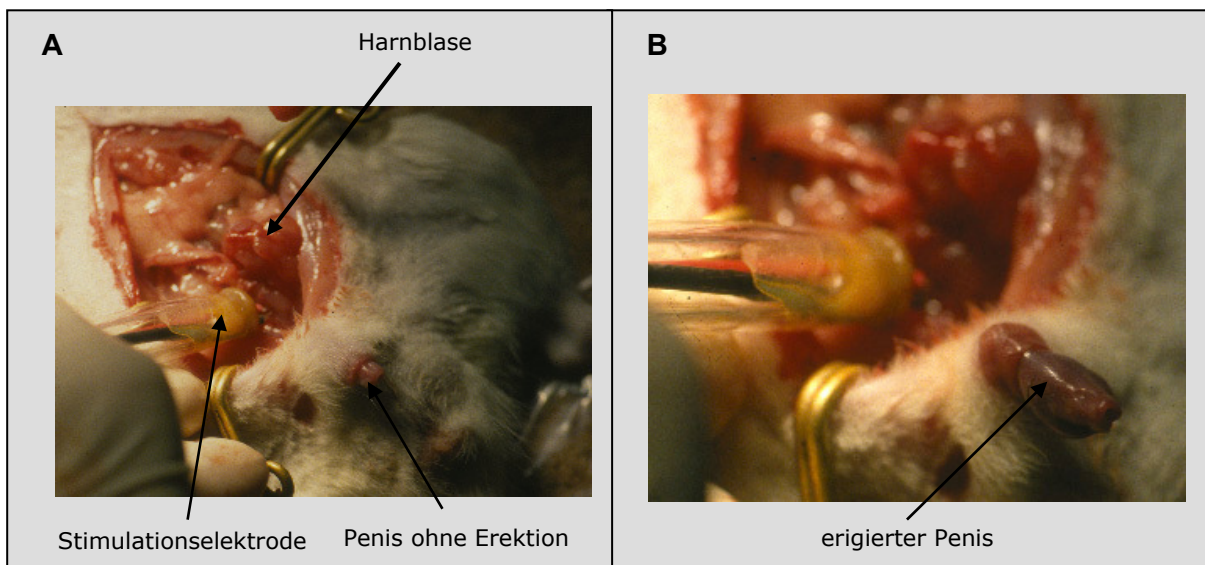 A
Harnblase
Stimulationselektrode
Penis ohne Erektion
B
erigierter Penis